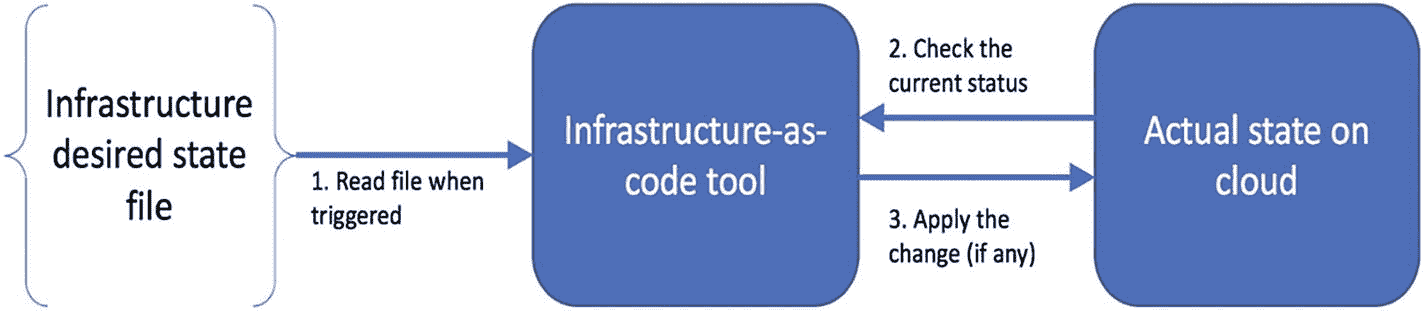 Infrastructure
desired state
file
1. Read file when
triggered
Infrastructure-as-
code tool
2. Check the
current status
3. Apply the
change (if any)
Actual state on
cloud